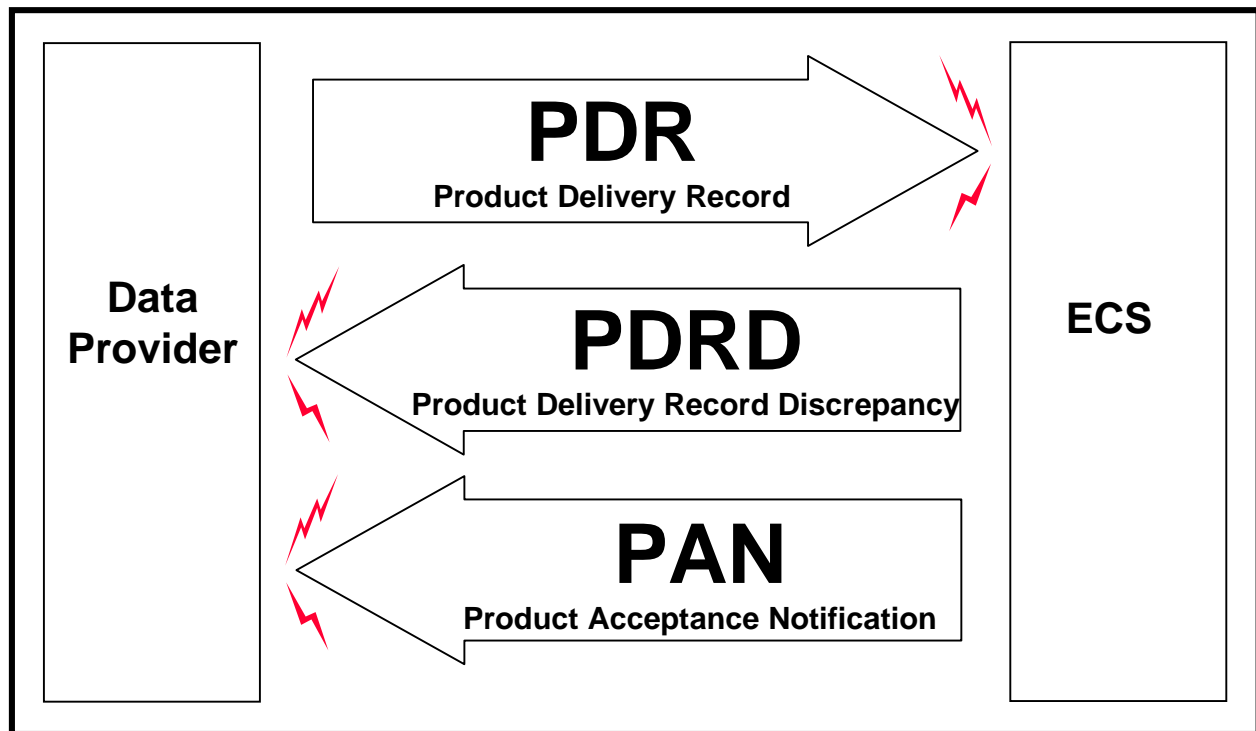 Data
Provider
PDR
Product Delivery Record
PDRD
Product Delivery Record Discrepancy
PAN
Product Acceptance Notification
ECS